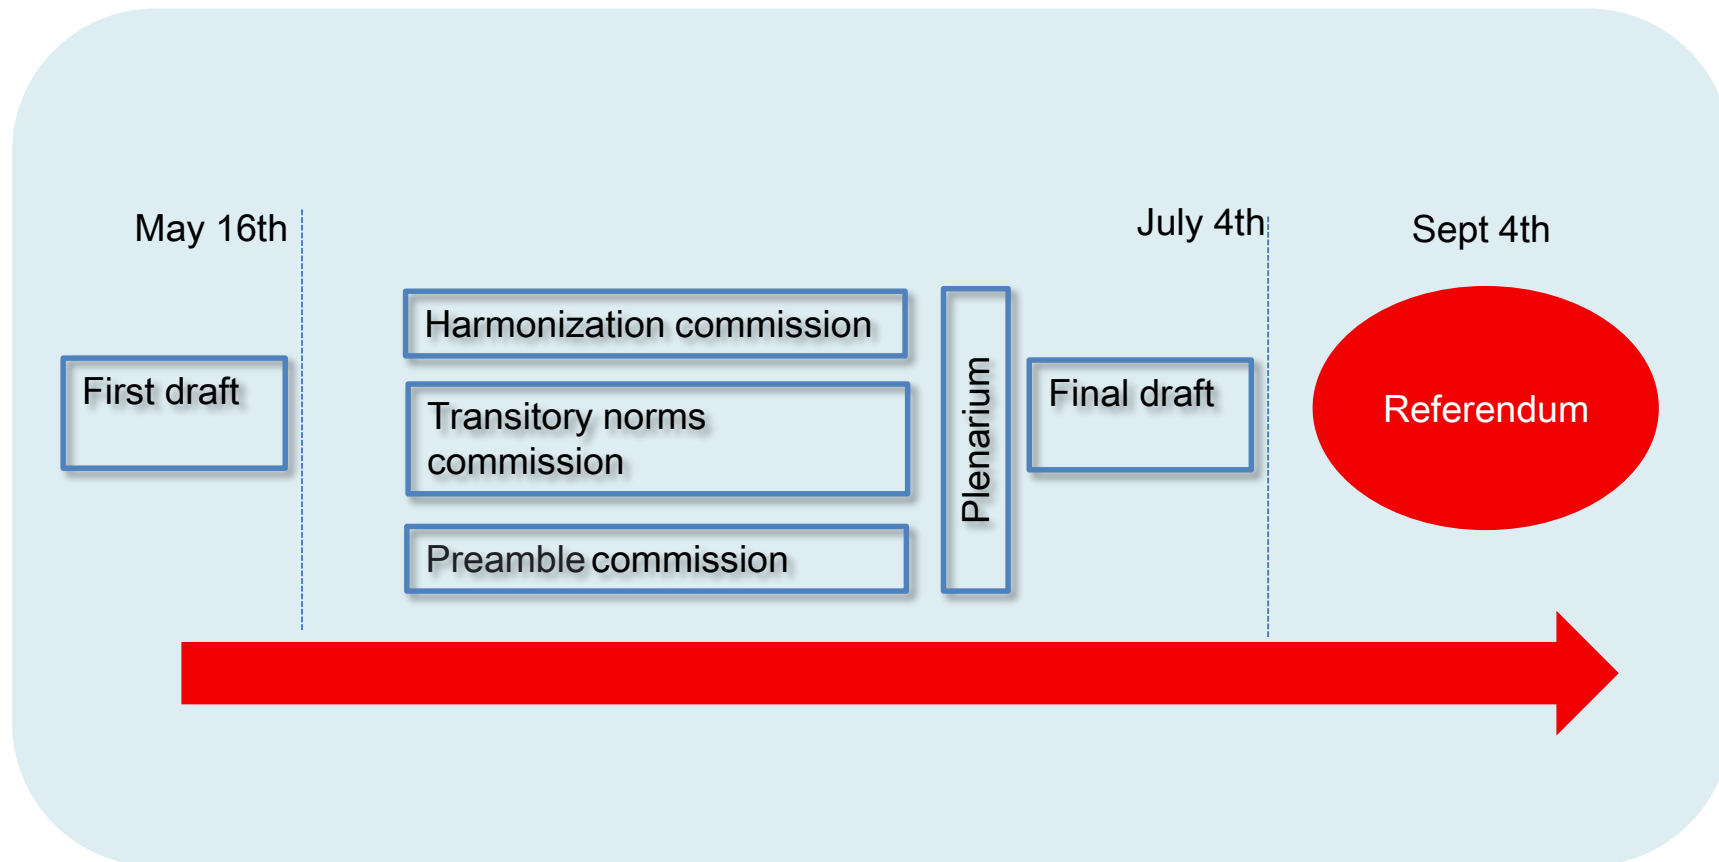 May 16th
July 4th
Sept 4th
First draft
Harmonization commission
Transitory norms
commission
Preamble commission
Plenarium
Final draft
Referendum